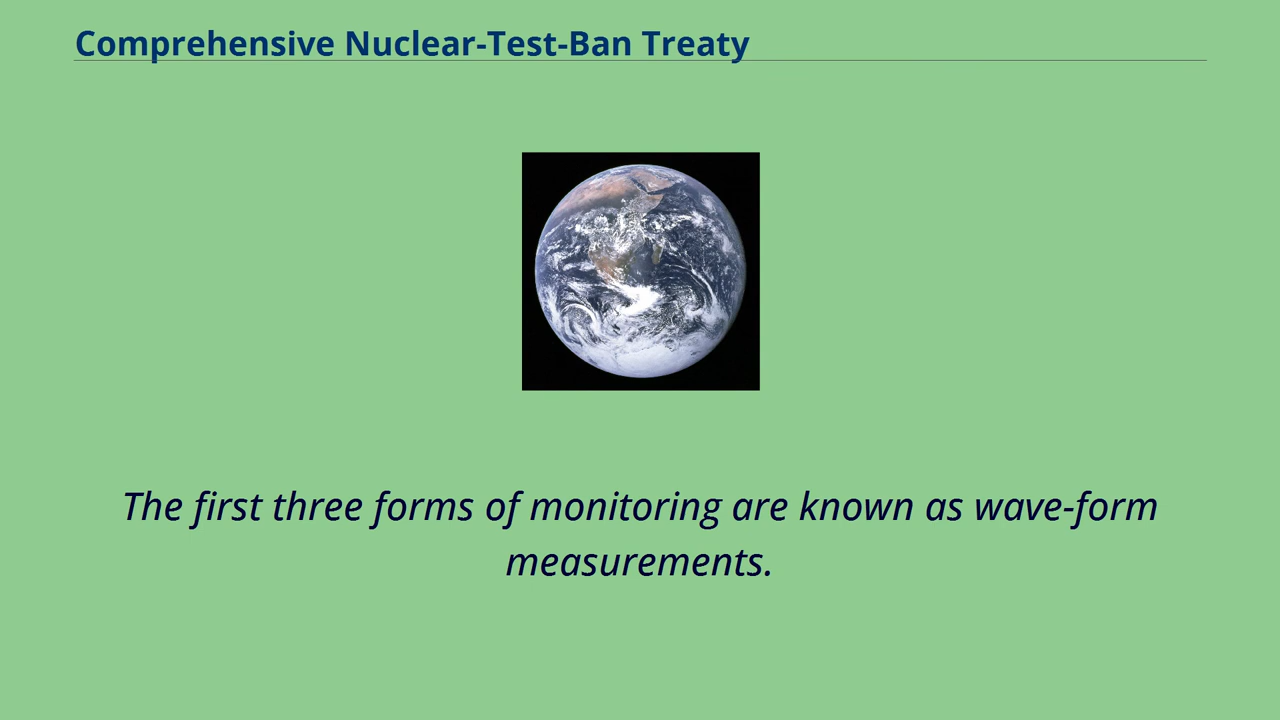 Comprehensive Nuclear-Test-Ban Treaty
The first three forms of monitoring are known as wave-form
measurements.